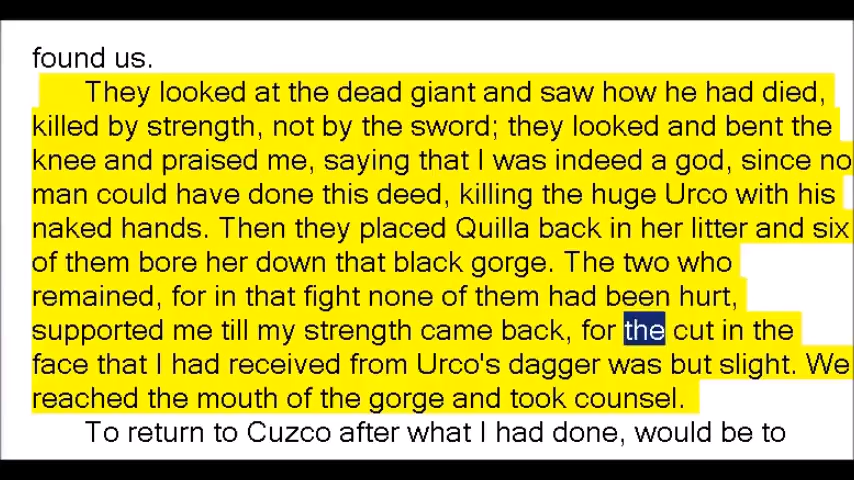 found us.
They looked at the dead giant and saw how he had died,
killed by strength, not by the sword; they looked and bent the
knee and praised me, saying that I was indeed a god, since no
man could have done this deed, killing the huge Urco with his
naked hands. Then they placed Quilla back in her litter and six
of them bore her down that black gorge. The two who
remained, for in that fight none of them had been hurt,
supported me till my strength came back, for the cut in the
face that I had received from Urco's dagger was but slight. We
reached the mouth of the gorge and took counsel.
To return to Cuzco after what I had done, would be to